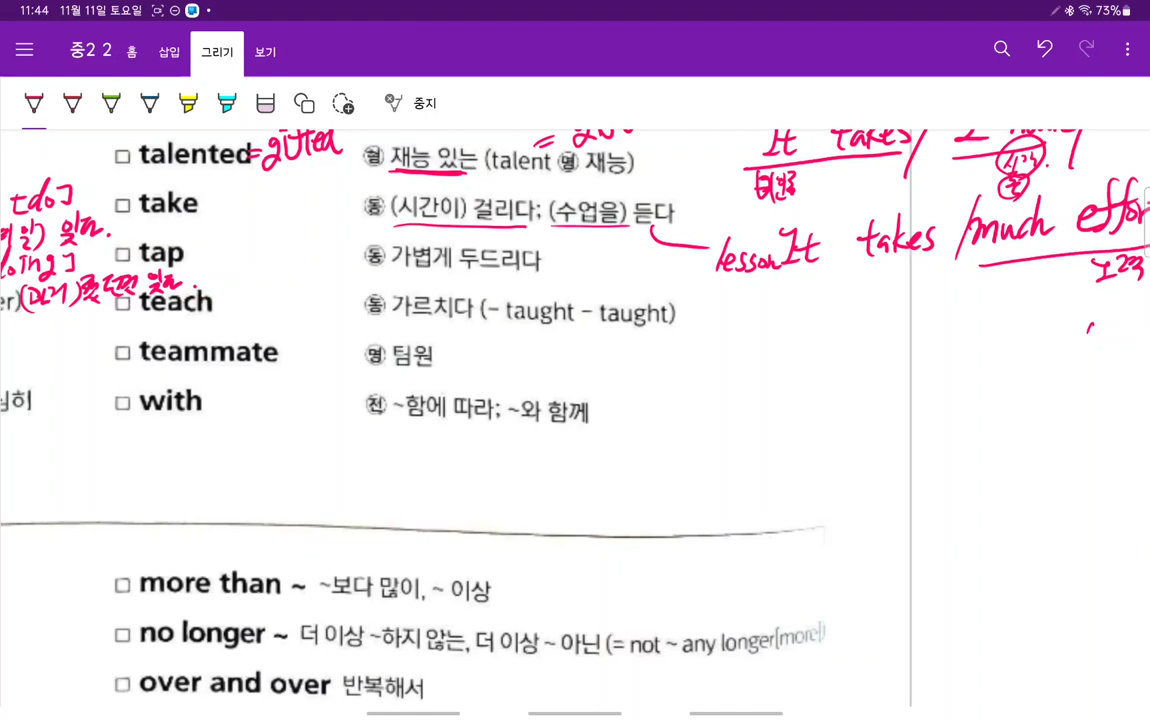 11:44 11월 11일 토요일 73%
중2 2 홈 삽입 그리기 보기
중지
talented =gifted 형 재능 있는 (talent 명 재능)
It takes
take 동 (시간이) 걸리다; (수업을) 듣다
lesson It takes / much effor
노력
tap 동 가볍게 두드리다
teach 동 가르치다 (– taught – taught)
teammate 명 팀원
with 전 ~함에 따라; ~와 함께
more than ~ ~보다 많이, ~ 이상
no longer ~ 더 이상 ~하지 않는, 더 이상 ~ 아닌 (= not ~ any longer[more])
over and over 반복해서